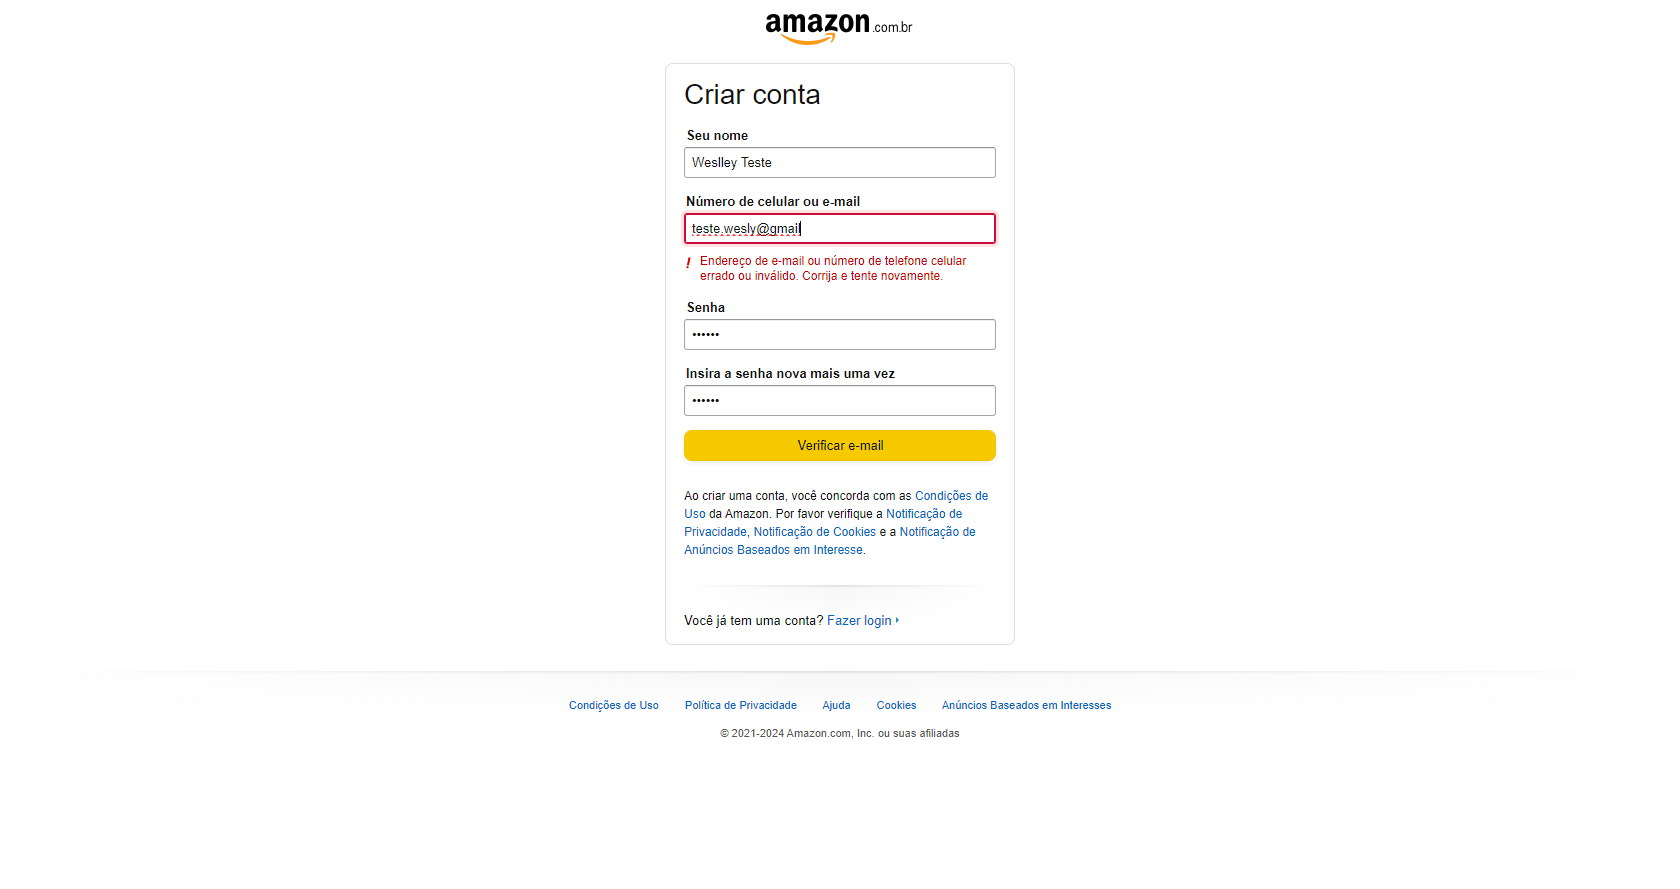 amazon.com.br
Criar conta
Seu nome
Weslley Teste
Número de celular ou e-mail
teste.wesly@gmail
! Endereço de e-mail ou número de telefone celular
errado ou inválido. Corrija e tente novamente.
Senha
••••••
Insira a senha nova mais uma vez
••••••
Verificar e-mail
Ao criar uma conta, você concorda com as Condições de
Uso da Amazon. Por favor verifique a Notificação de
Privacidade, Notificação de Cookies e a Notificação de
Anúncios Baseados em Interesse.
Você já tem uma conta? Fazer login
Condições de Uso Política de Privacidade Ajuda Cookies Anúncios Baseados em Interesses
© 2021-2024 Amazon.com, Inc. ou suas afiliadas